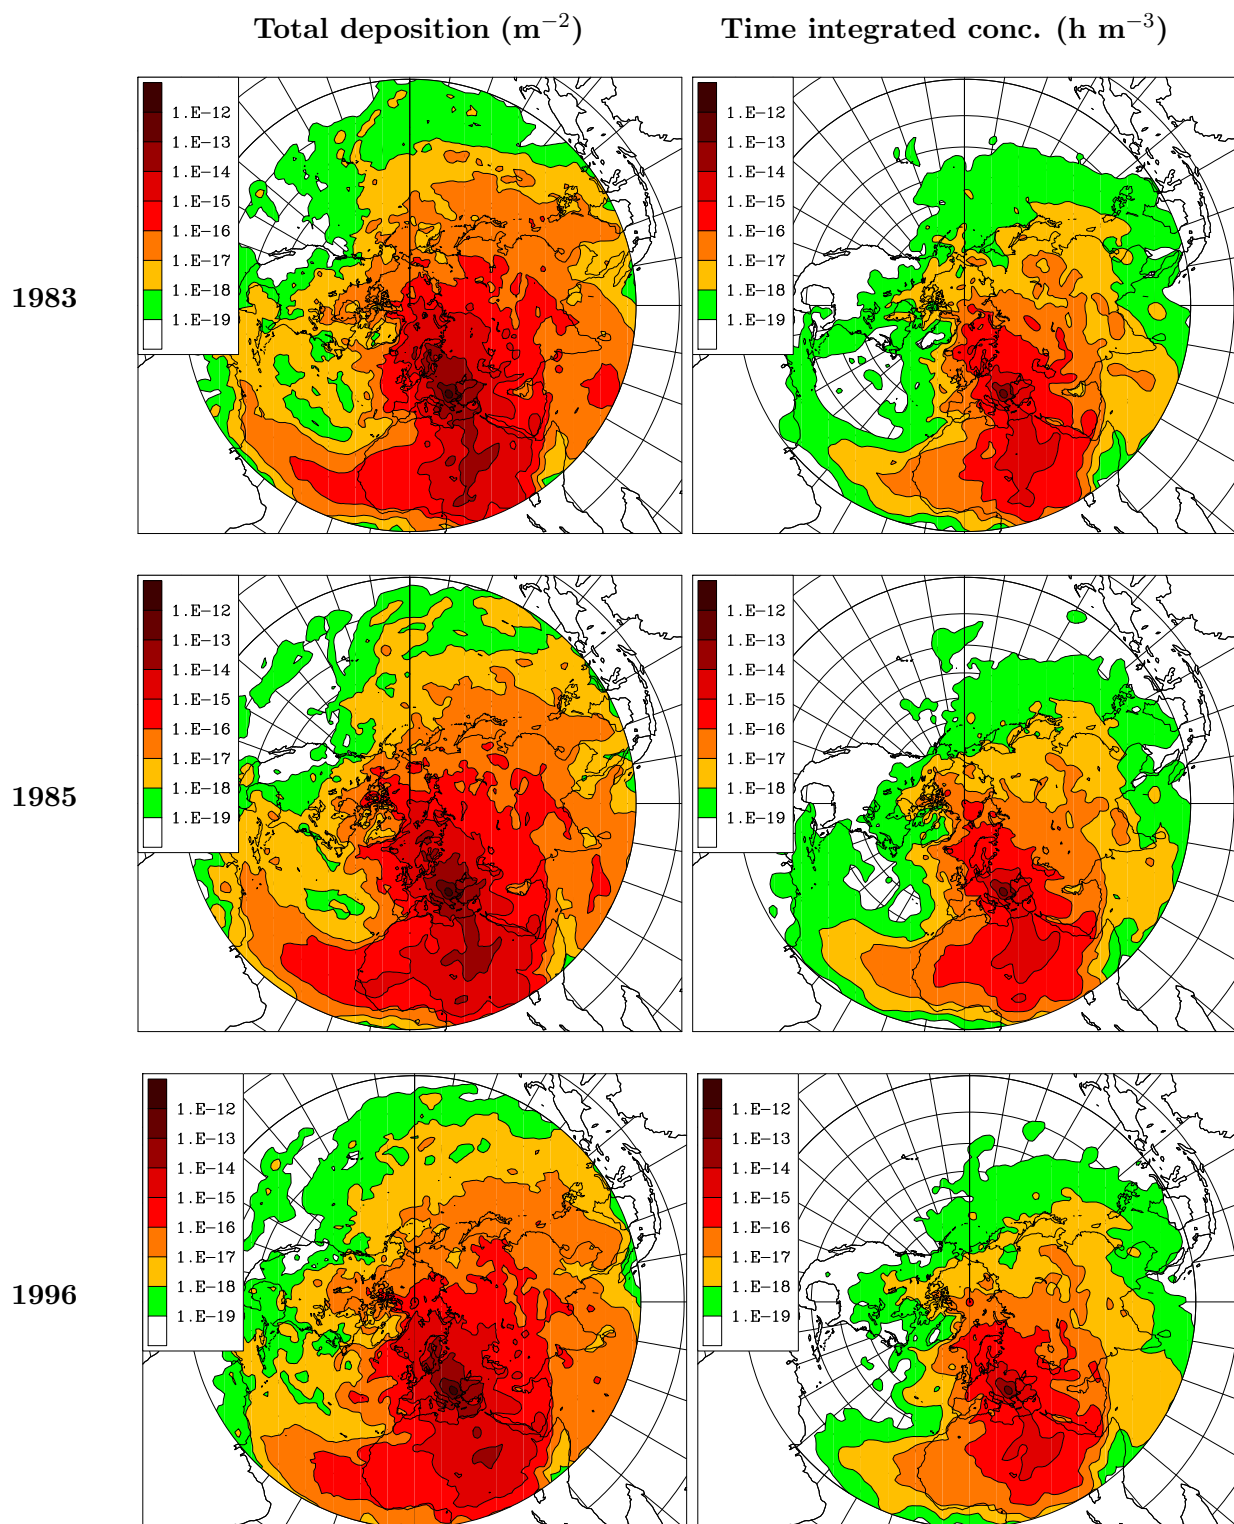 Total deposition (m⁻²) Time integrated conc. (h m⁻³)
1.E−12 1.E−12
1.E−13 1.E−13
1.E−14 1.E−14
1.E−15 1.E−15
1.E−16 1.E−16
1.E−17 1.E−17
1.E−18 1.E−18
1983
1.E−19 1.E−19
1.E−12 1.E−12
1.E−13 1.E−13
1.E−14 1.E−14
1.E−15 1.E−15
1.E−16 1.E−16
1.E−17 1.E−17
1.E−18 1.E−18
1985
1.E−19 1.E−19
1.E−12 1.E−12
1.E−13 1.E−13
1.E−14 1.E−14
1.E−15 1.E−15
1.E−16 1.E−16
1.E−17 1.E−17
1.E−18 1.E−18
1996
1.E−19 1.E−19